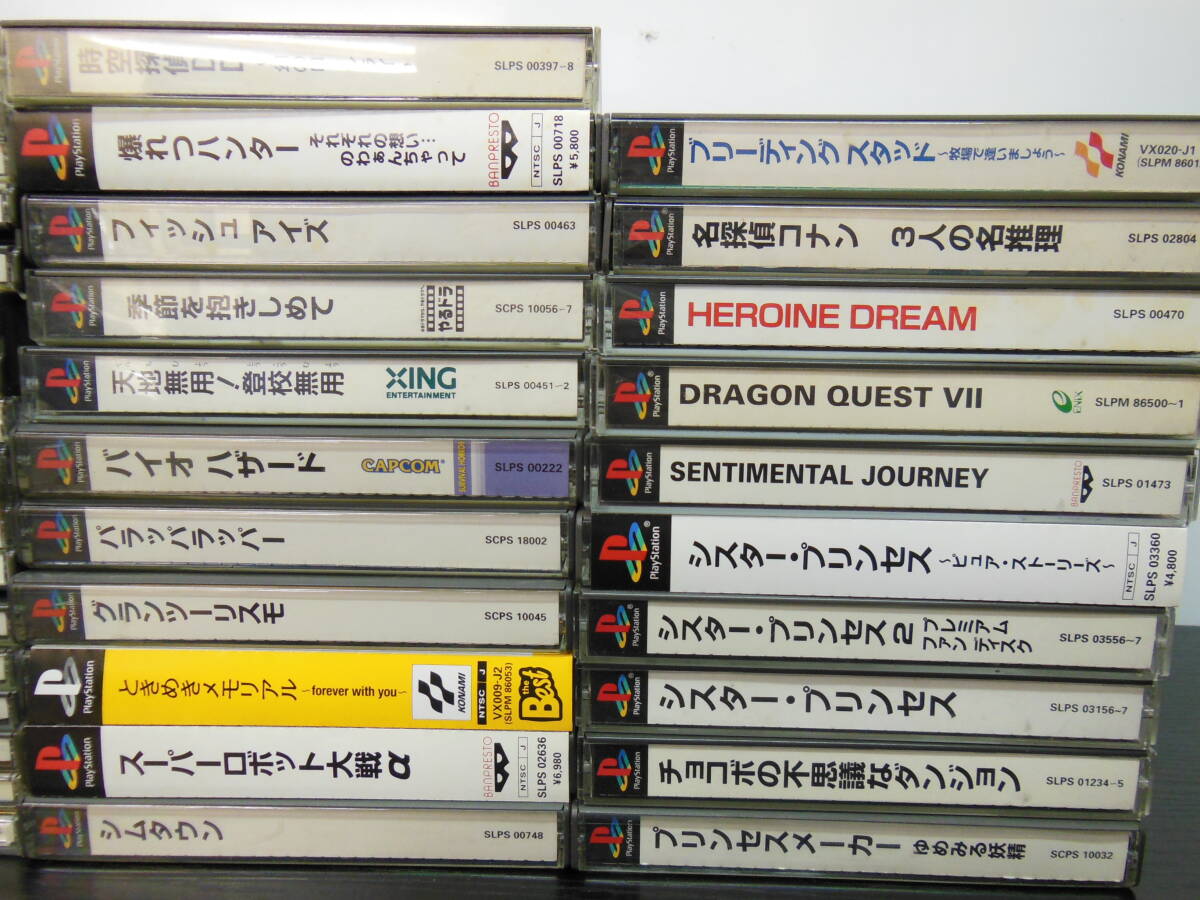 PlayStation
時空探偵DD
SLPS 00397-8
PlayStation
爆れつハンター
それぞれの想い…
のわぁんちゃって
BANPRESTO
NTSC J
SLPS 00718
¥5,800
PlayStation
フィッシュ アイズ
SLPS 00463
PlayStation
季節を抱きしめて
やるドラ
SCPS 10056-7
PlayStation
天地無用!登校無用
XING
ENTERTAINMENT
SLPS 00451-2
PlayStation
バイオ ハザード
CAPCOM
SURVIVAL HORROR
SLPS 00222
PlayStation
パラッパラッパー
SCPS 18002
PlayStation
グランツーリスモ
SCPS 10045
PlayStation
ときめきメモリアル ~forever with you~
KONAMI
NTSC J
VX009-J2
(SLPM 86053)
the Best
PlayStation
スーパーロボット大戦α
BANPRESTO
NTSC J
SLPS 02636
¥6,980
PlayStation
シムタウン
SLPS 00748
PlayStation
ブリーディング スタッド ~牧場で逢いましょう~
KONAMI
VX020-J1
(SLPM 8601
PlayStation
名探偵コナン 3人の名推理
SLPS 02804
PlayStation
HEROINE DREAM
SLPS 00470
PlayStation
DRAGON QUEST VII
ENIX
SLPM 86500~1
PlayStation
SENTIMENTAL JOURNEY
BANPRESTO
SLPS 01473
PlayStation
シスター・プリンセス ~ピュア・ストーリーズ~
NTSC J
SLPS 03360
¥4,800
PlayStation
シスター・プリンセス2 プレミアム
ファンディスク
SLPS 03556~7
PlayStation
シスター・プリンセス
SLPS 03156~7
PlayStation
チョコボの不思議なダンジョン
SLPS 01234-5
PlayStation
プリンセスメーカー ゆめみる妖精
SCPS 10032